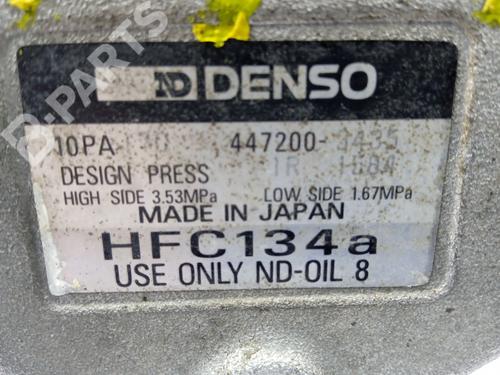 B-PARTS
ND DENSO
10PA 447200-
DESIGN PRESS
HIGH SIDE 3.53MPa LOW SIDE 1.67MPa
MADE IN JAPAN
HFC134a
USE ONLY ND-OIL 8